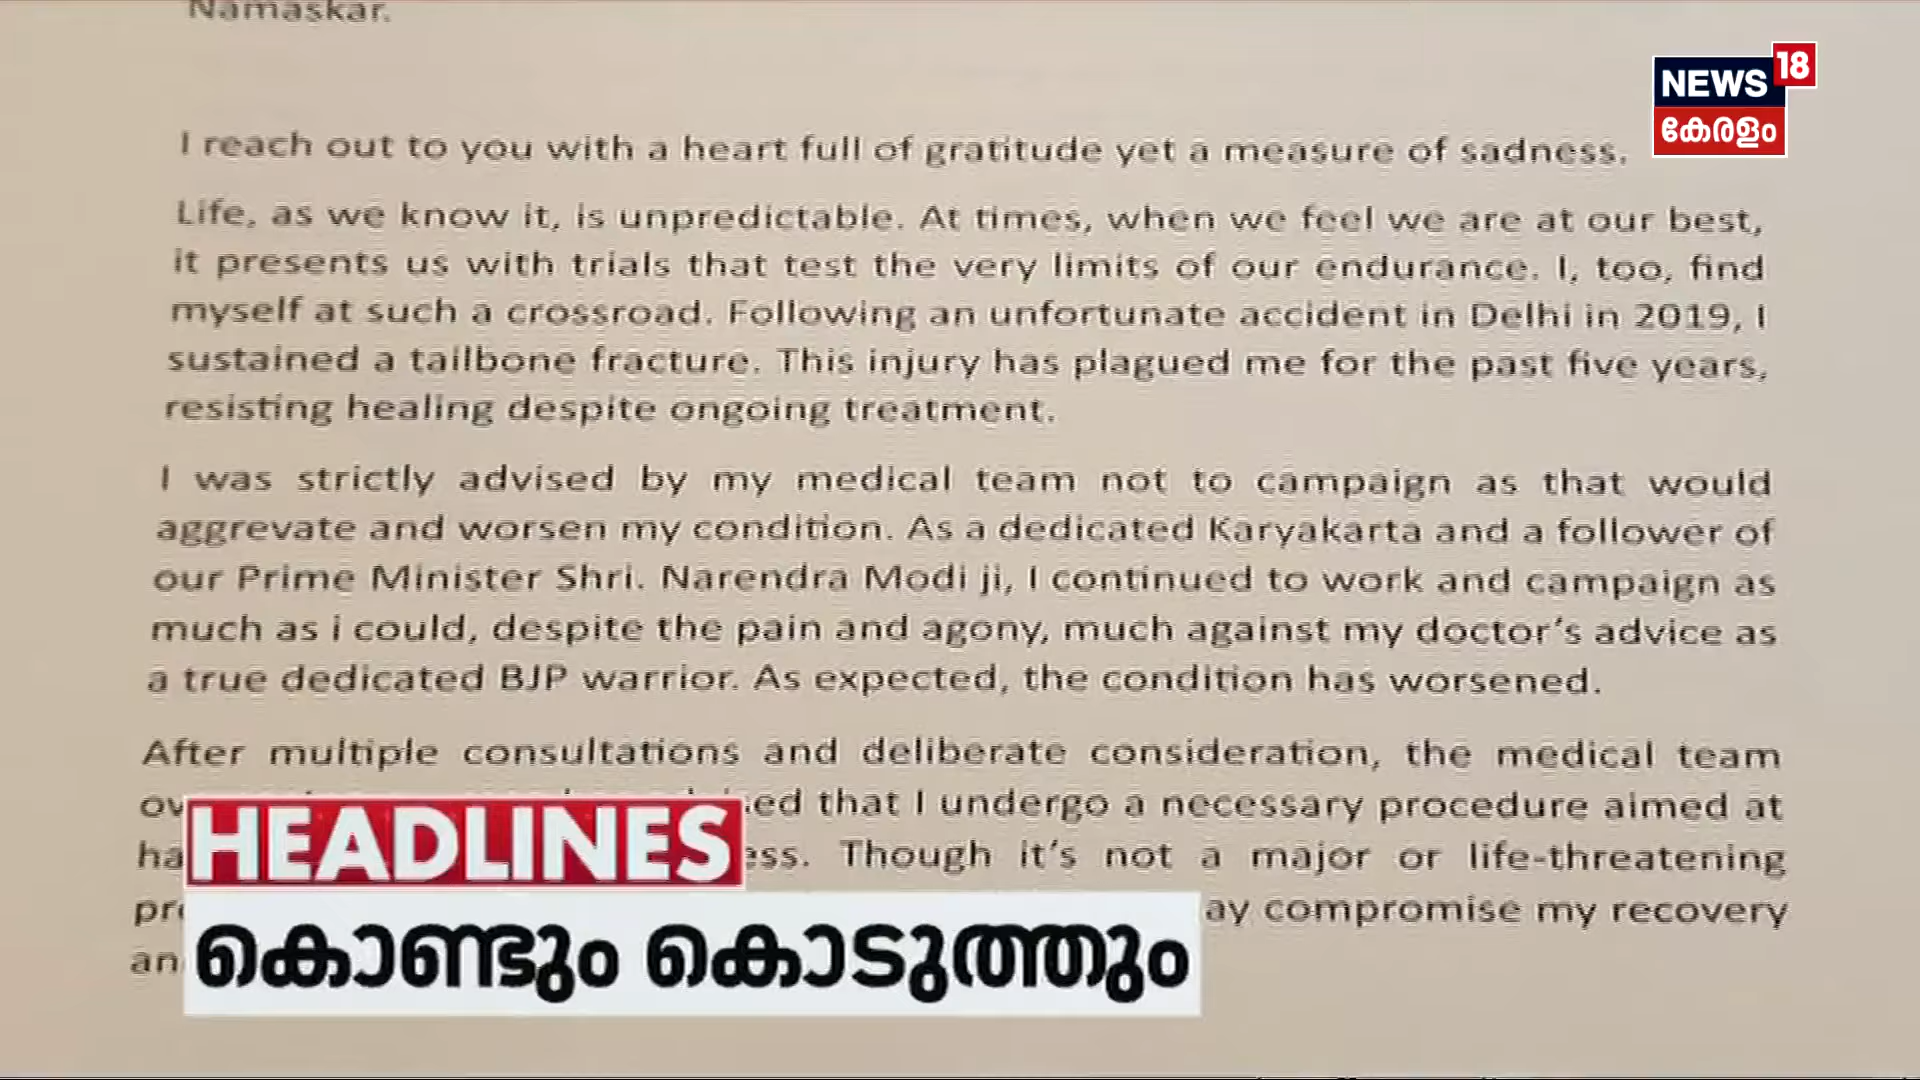 Namaskar.
NEWS 18
കേരളം
I reach out to you with a heart full of gratitude yet a measure of sadness.
Life, as we know it, is unpredictable. At times, when we feel we are at our best,
it presents us with trials that test the very limits of our endurance. I, too, find
myself at such a crossroad. Following an unfortunate accident in Delhi in 2019, I
sustained a tailbone fracture. This injury has plagued me for the past five years,
resisting healing despite ongoing treatment.
I was strictly advised by my medical team not to campaign as that would
aggrevate and worsen my condition. As a dedicated Karyakarta and a follower of
our Prime Minister Shri. Narendra Modi ji, I continued to work and campaign as
much as i could, despite the pain and agony, much against my doctor's advice as
a true dedicated BJP warrior. As expected, the condition has worsened.
After multiple consultations and deliberate consideration, the medical team
that I undergo a necessary procedure aimed at
Though it's not a major or life-threatening
compromise my recovery
HEADLINES
കൊണ്ടും കൊടുത്തും